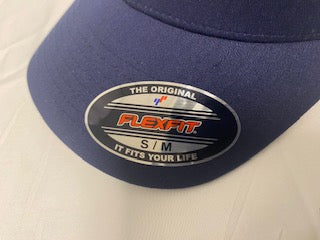 THE ORIGINAL
FLEXFIT
S / M
IT FITS YOUR LIFE